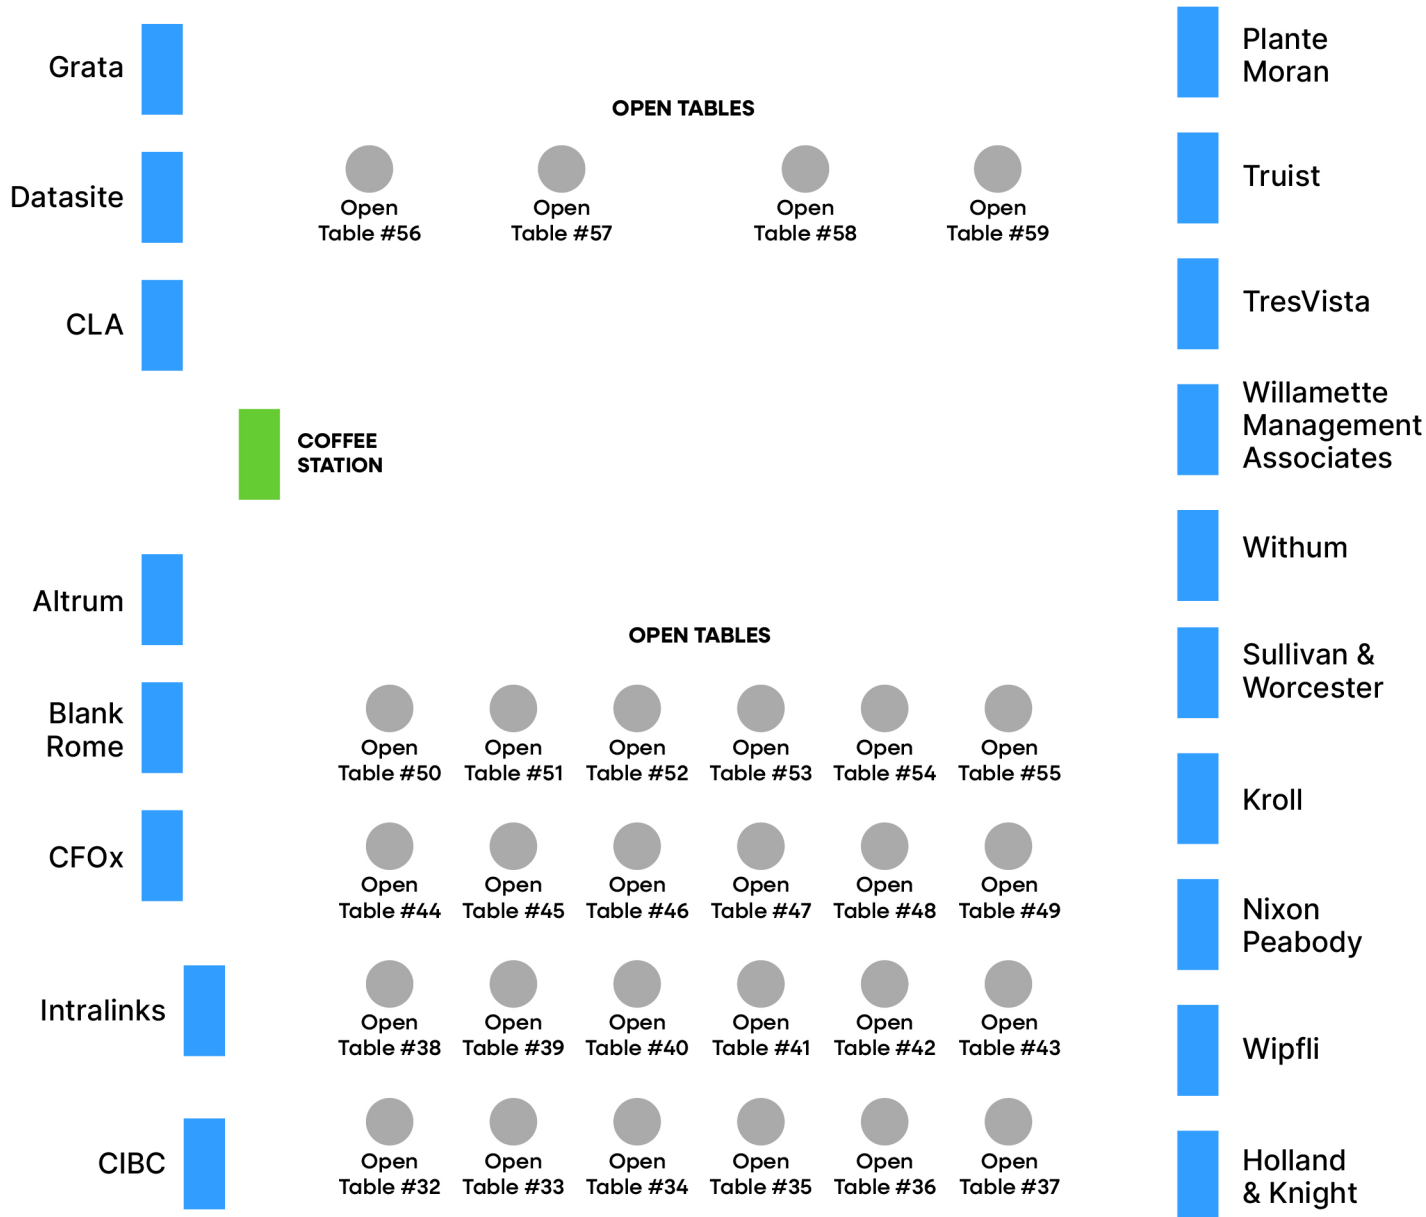 Grata
Datasite
CLA
COFFEE
STATION
Altrum
Blank
Rome
CFOx
Intralinks
CIBC
OPEN TABLES
Open Open Open Open
Table #56 Table #57 Table #58 Table #59
OPEN TABLES
Open Open Open Open Open Open
Table #50 Table #51 Table #52 Table #53 Table #54 Table #55
Open Open Open Open Open Open
Table #44 Table #45 Table #46 Table #47 Table #48 Table #49
Open Open Open Open Open Open
Table #38 Table #39 Table #40 Table #41 Table #42 Table #43
Open Open Open Open Open Open
Table #32 Table #33 Table #34 Table #35 Table #36 Table #37
Plante
Moran
Truist
TresVista
Willamette
Management
Associates
Withum
Sullivan &
Worcester
Kroll
Nixon
Peabody
Wipfli
Holland
& Knight